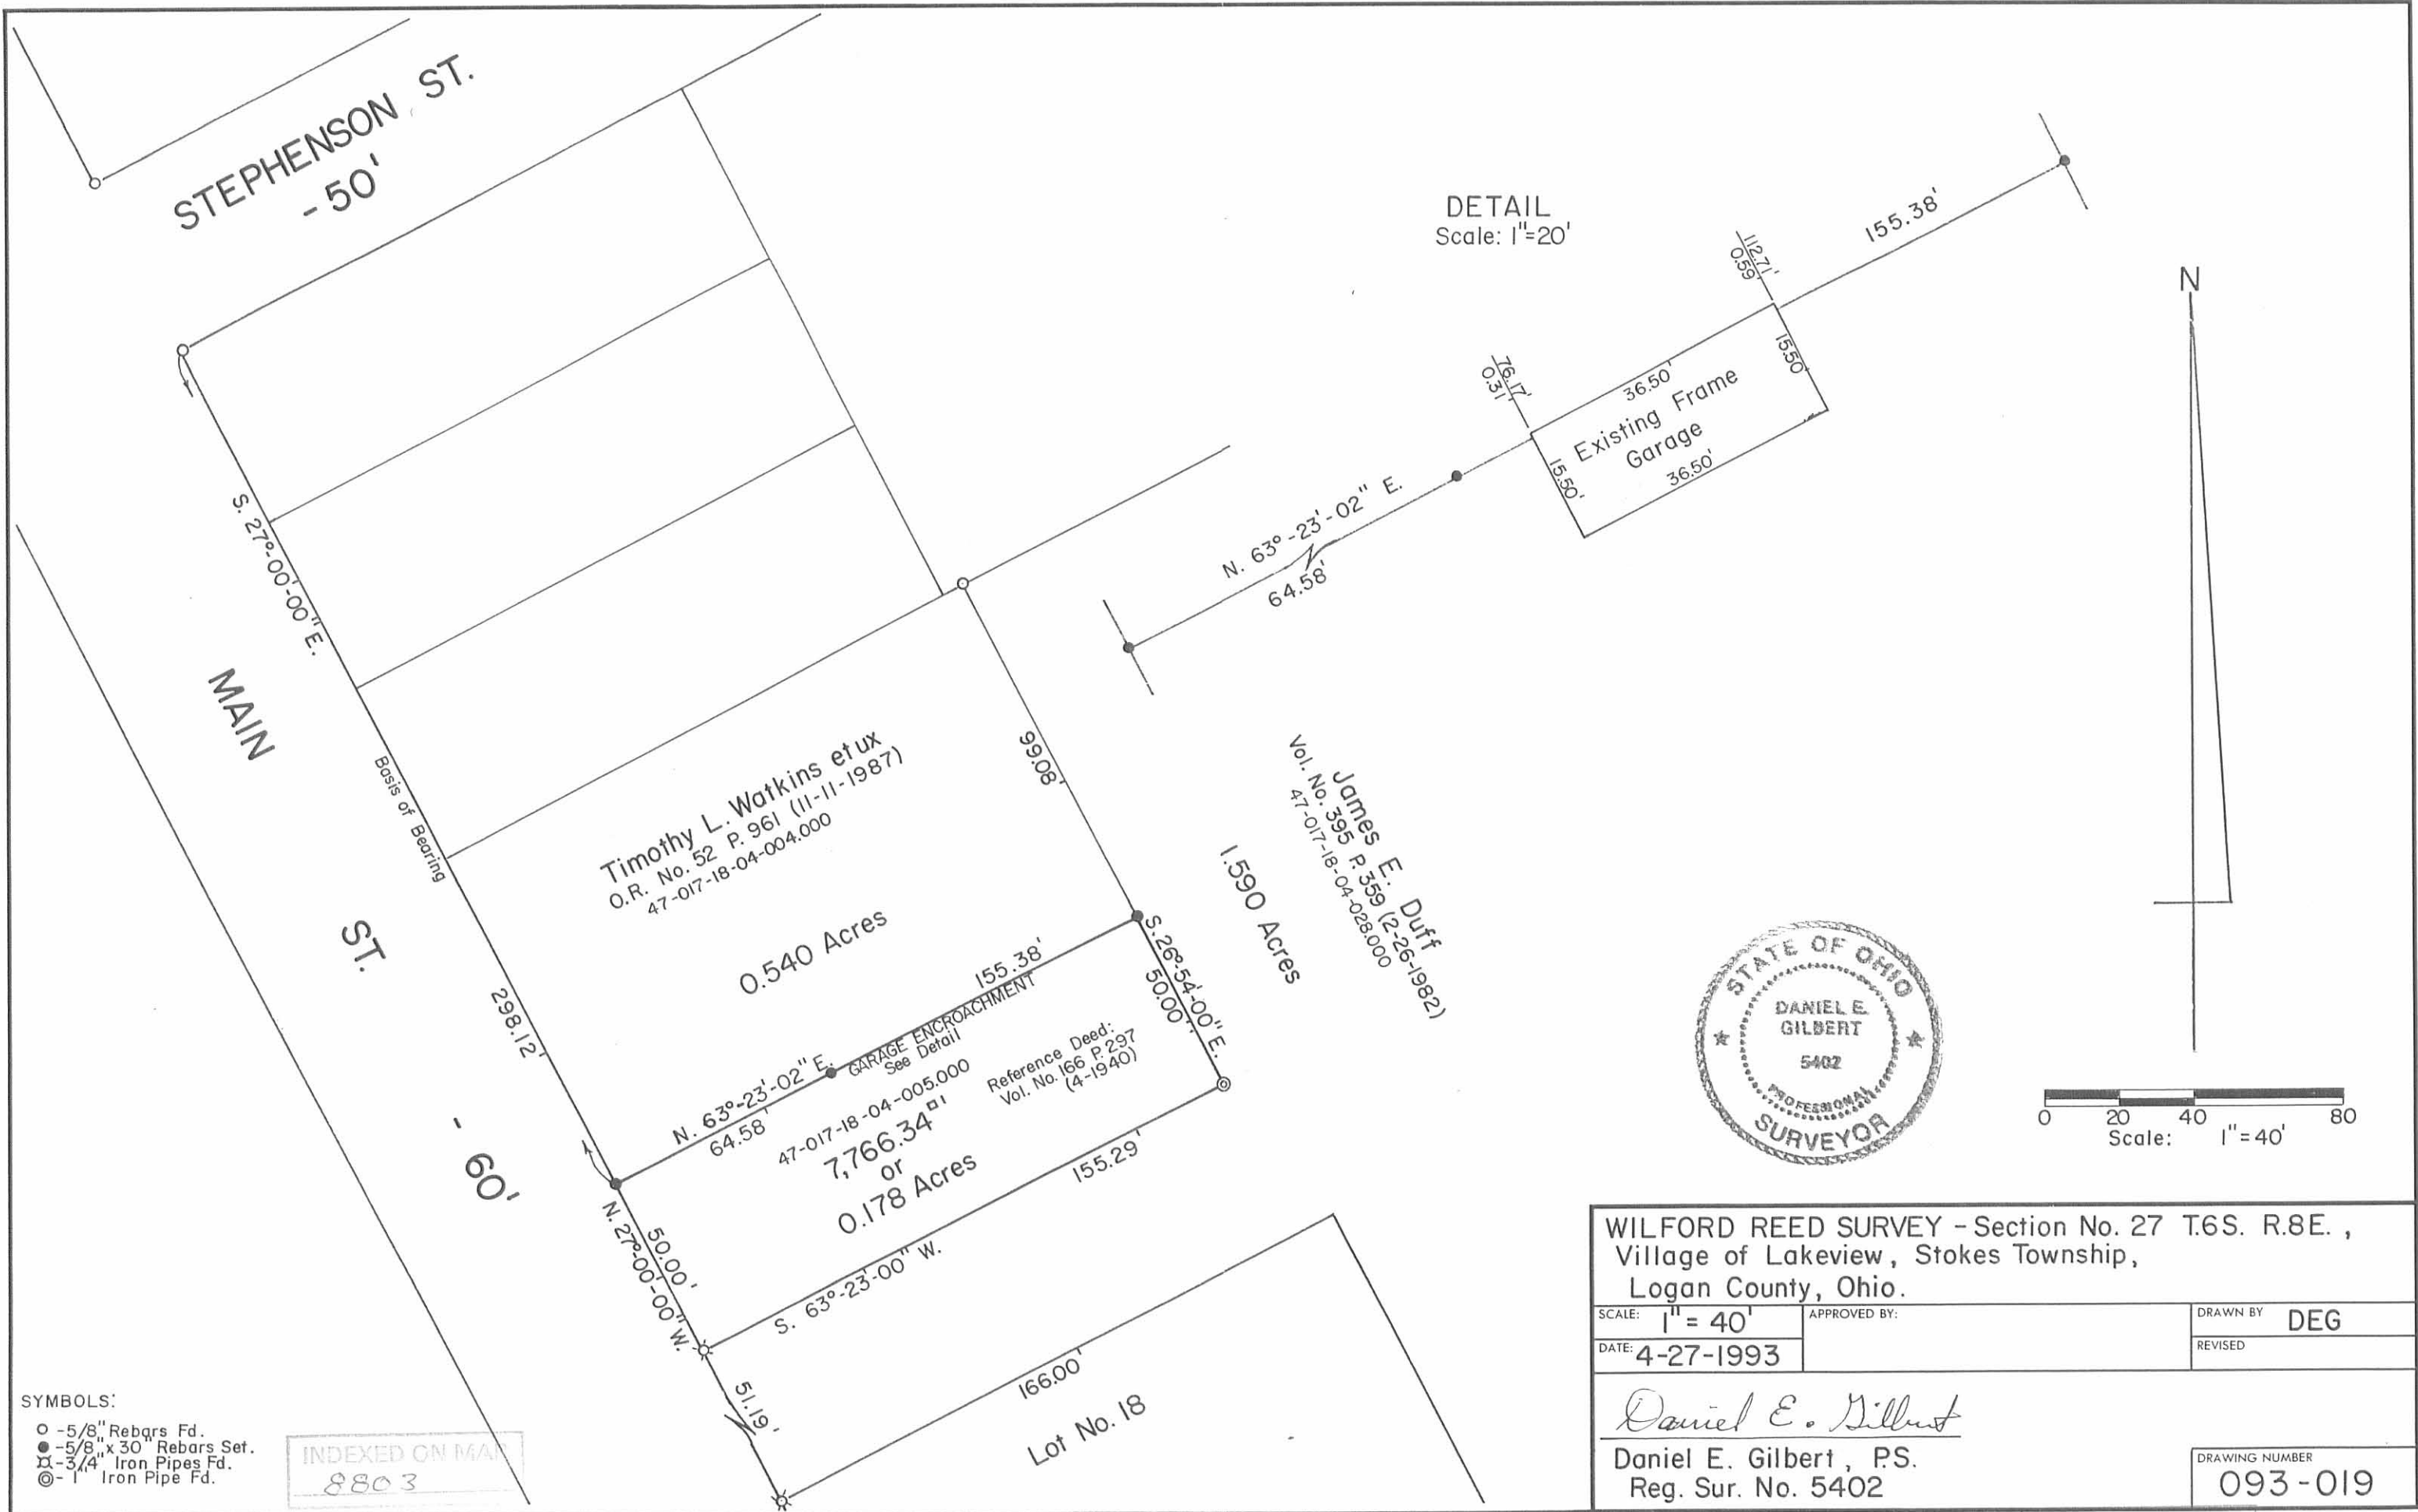 STEPHENSON ST.
- 50'
DETAIL
Scale: 1"=20'
155.38'
112.71'
0.59'
76.17'
0.31'
36.50'
15.50'
Existing Frame
Garage
15.50'
36.50'
N. 63°-23'-02" E.
64.58'
N
S. 27°-00'-00" E.
MAIN ST. - 60'
Basis of Bearing
298.12'
Timothy L. Watkins et ux
O.R. No. 52 P. 961 (11-11-1987)
47-017-18-04-004.000
0.540 Acres
99.08'
James E. Duff
Vol. No. 395 P. 359 (2-26-1982)
47-017-18-04-028.000
1.590 Acres
155.38'
N. 63°-23'-02" E.
64.58'
GARAGE ENCROACHMENT
See Detail
S. 26°-54'-00" E.
50.00'
47-017-18-04-005.000
7,766.34 □'
or
0.178 Acres
Reference Deed:
Vol. No. 166 P. 297
(4-1940)
155.29'
S. 63°-23'-00" W.
50.00'
N. 27°-00'-00" W.
51.19'
166.00'
Lot No. 18
STATE OF OHIO
DANIEL E.
GILBERT
5402
PROFESSIONAL
SURVEYOR
0 20 40 80
Scale: 1"=40'
SYMBOLS:
○ -5/8" Rebars Fd.
● -5/8" x 30" Rebars Set.
¤ -3/4" Iron Pipes Fd.
◎ - 1" Iron Pipe Fd.
INDEXED ON MAP
8803
WILFORD REED SURVEY - Section No. 27 T.6S. R.8E. ,
Village of Lakeview, Stokes Township,
Logan County, Ohio.
SCALE: 1" = 40'
APPROVED BY:
DRAWN BY DEG
DATE: 4-27-1993
REVISED
Daniel E. Gilbert
Daniel E. Gilbert, P.S.
Reg. Sur. No. 5402
DRAWING NUMBER
093-019